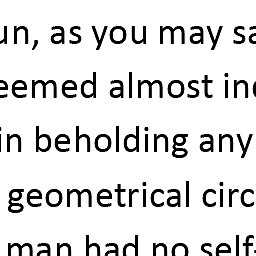 un, as you may sa
eemed almost inc
in beholding any
geometrical circ
man had no self-